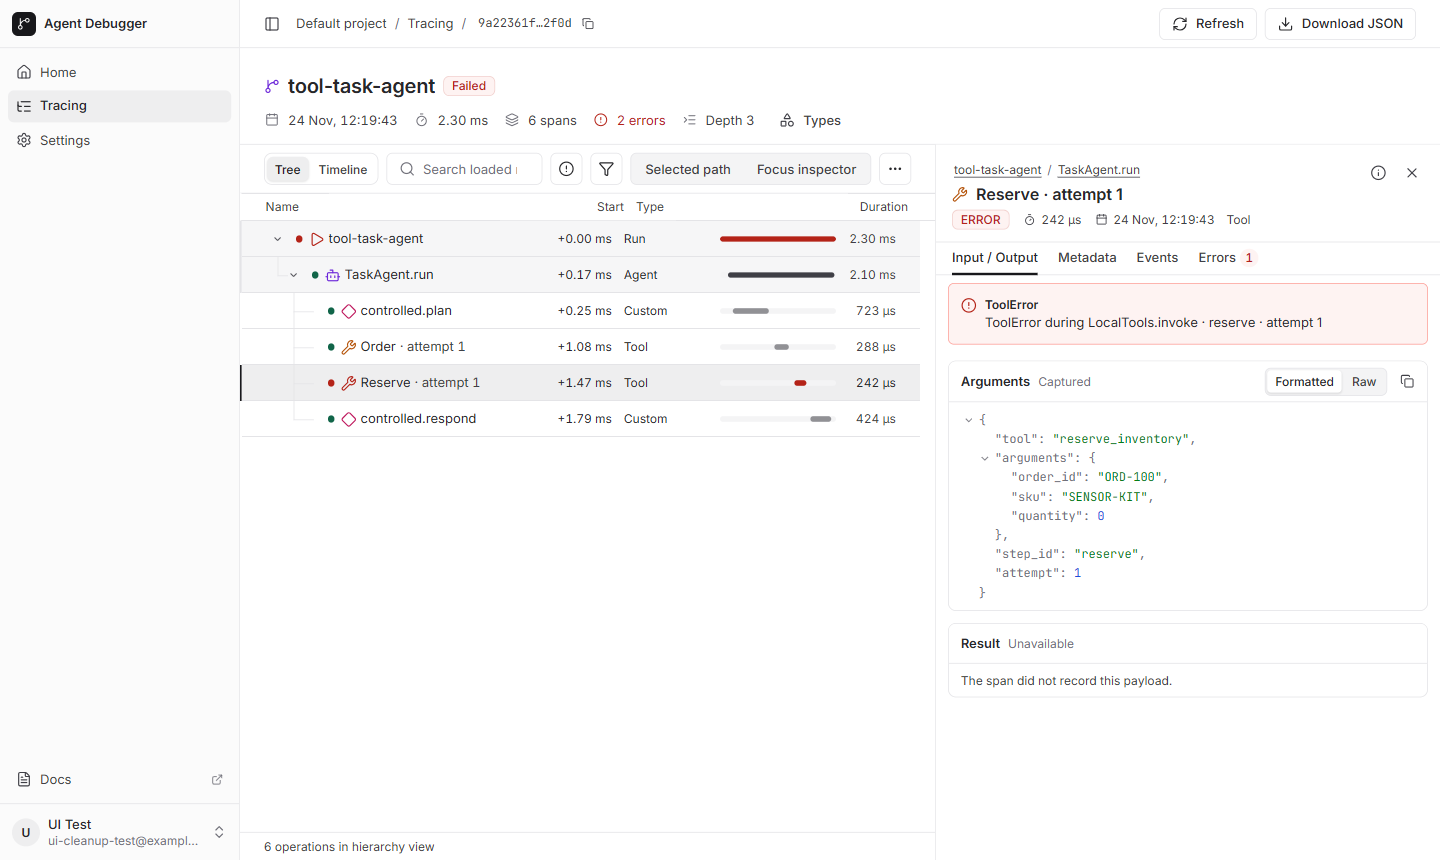 Agent Debugger
Home
Tracing
Settings
Docs
U
UI Test
ui-cleanup-test@exampl...
Default project / Tracing / 9a22361f…2f0d
Refresh
Download JSON
tool-task-agent Failed
24 Nov, 12:19:43 2.30 ms 6 spans 2 errors Depth 3 Types
Tree Timeline Search loaded Selected path Focus inspector
Name Start Type Duration
tool-task-agent +0.00 ms Run 2.30 ms
TaskAgent.run +0.17 ms Agent 2.10 ms
controlled.plan +0.25 ms Custom 723 µs
Order · attempt 1 +1.08 ms Tool 288 µs
Reserve · attempt 1 +1.47 ms Tool 242 µs
controlled.respond +1.79 ms Custom 424 µs
6 operations in hierarchy view
tool-task-agent / TaskAgent.run
Reserve · attempt 1
ERROR 242 µs 24 Nov, 12:19:43 Tool
Input / Output Metadata Events Errors 1
ToolError
ToolError during LocalTools.invoke · reserve · attempt 1
Arguments Captured Formatted Raw
{
"tool": "reserve_inventory",
"arguments": {
"order_id": "ORD-100",
"sku": "SENSOR-KIT",
"quantity": 0
},
"step_id": "reserve",
"attempt": 1
}
Result Unavailable
The span did not record this payload.